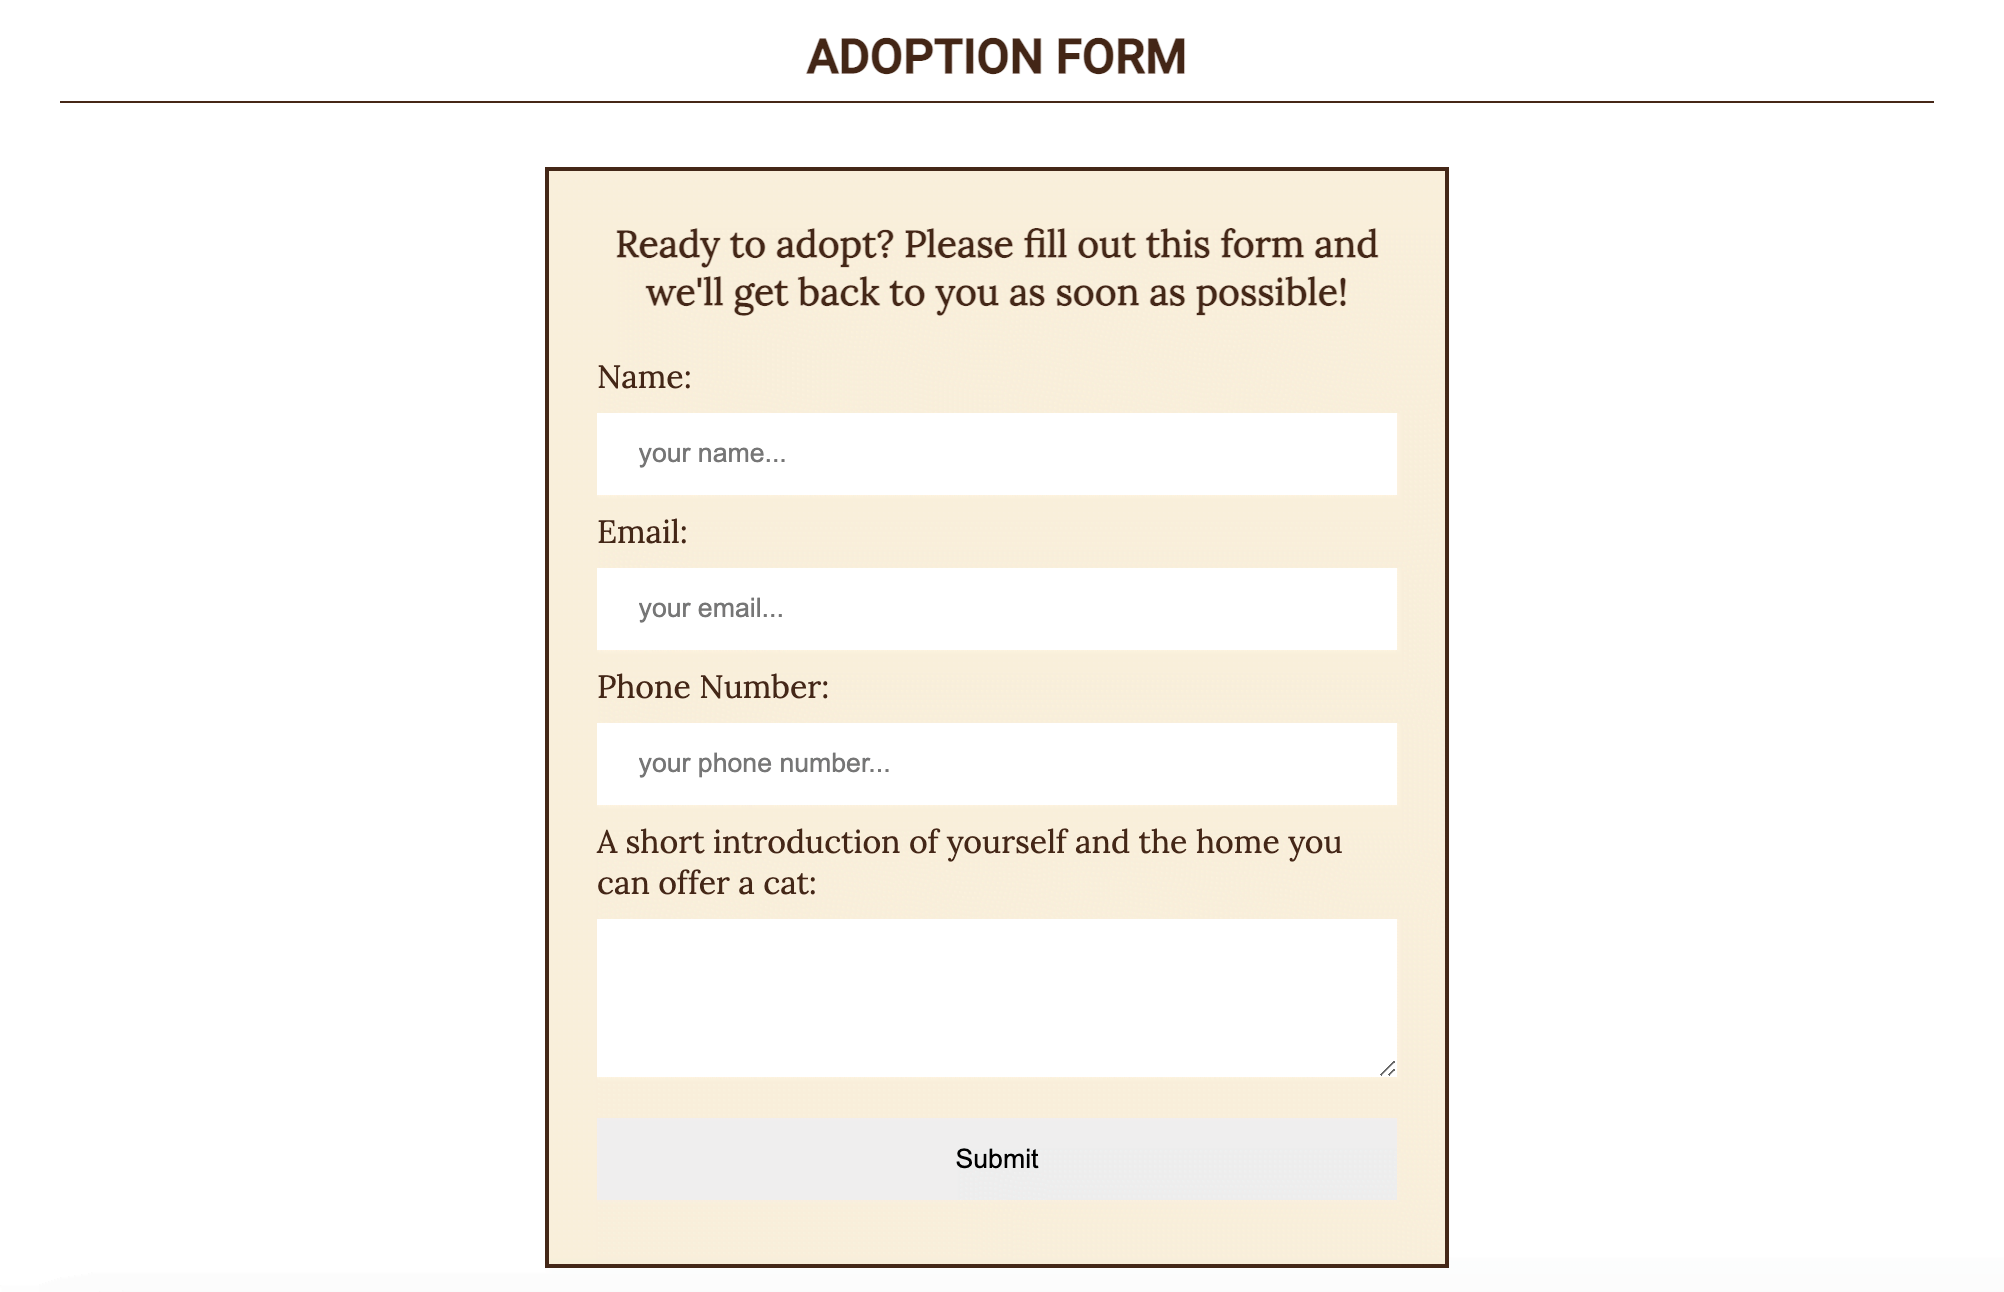 ADOPTION FORM
Ready to adopt? Please fill out this form and
we'll get back to you as soon as possible!
Name:
your name...
Email:
your email...
Phone Number:
your phone number...
A short introduction of yourself and the home you
can offer a cat:
Submit